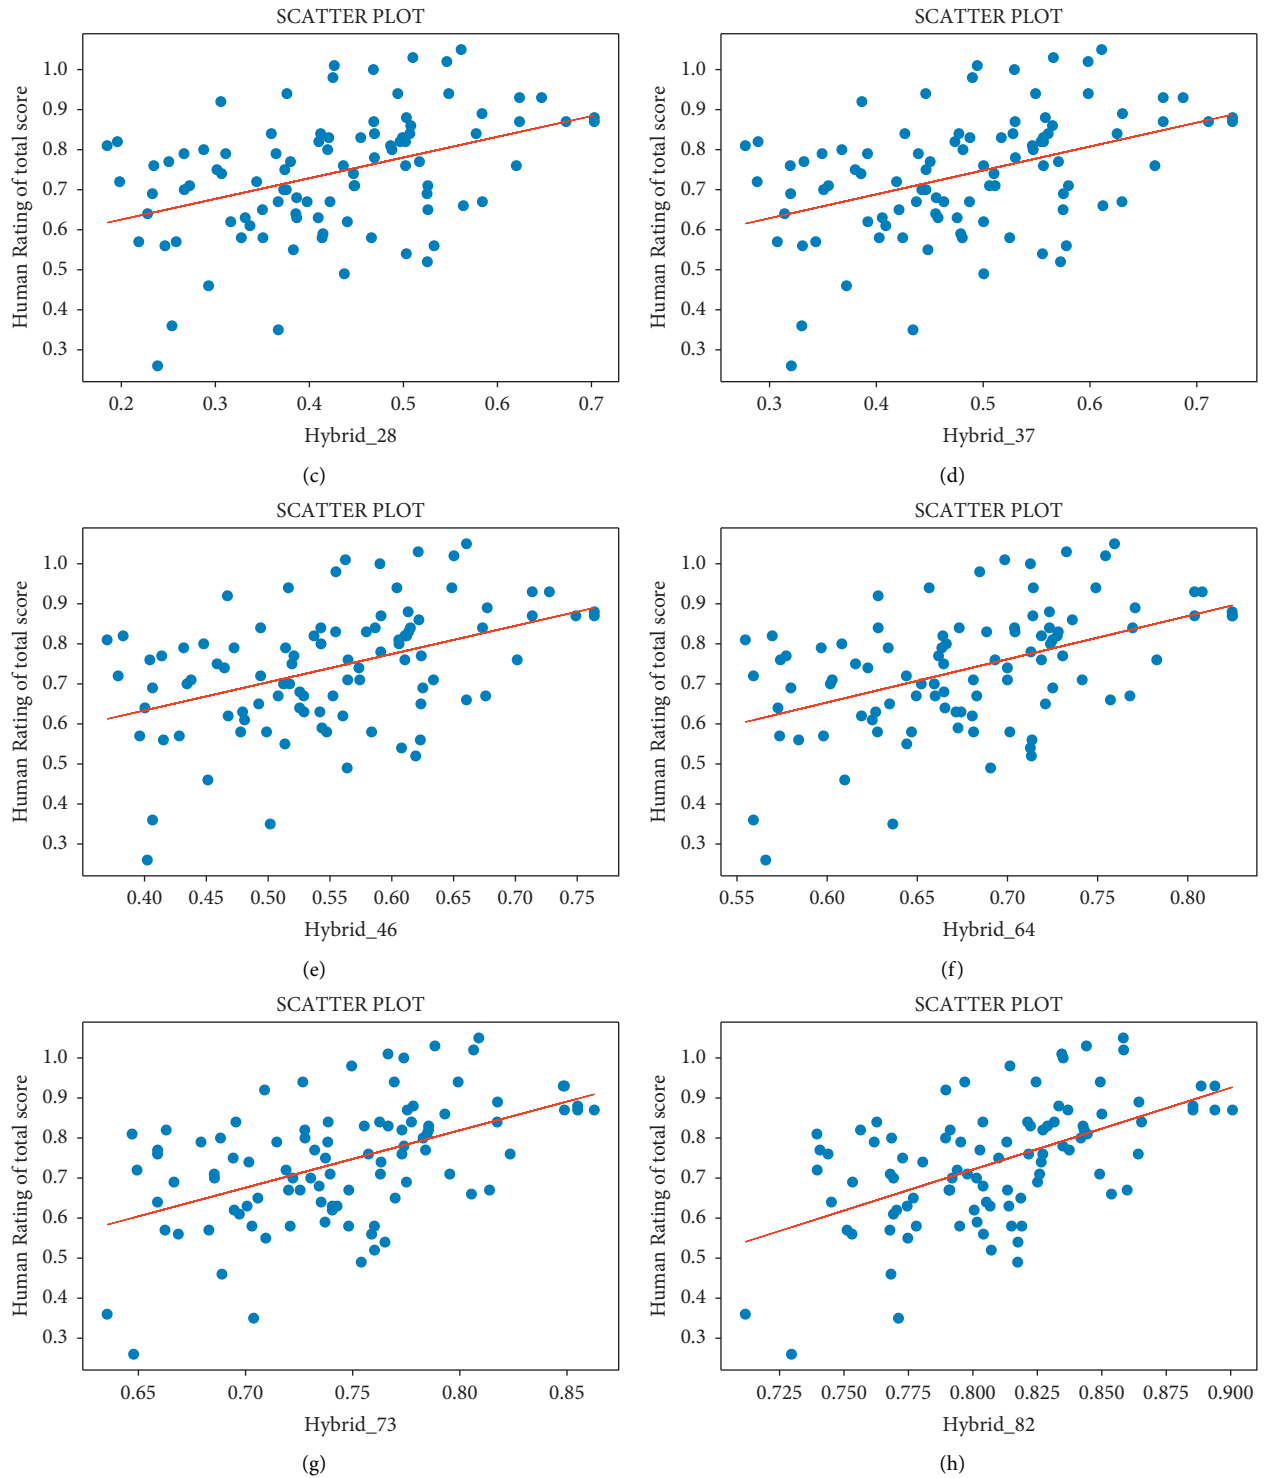 SCATTER PLOT
Human Rating of total score
1.0
0.9
0.8
0.7
0.6
0.5
0.4
0.3
0.2 0.3 0.4 0.5 0.6 0.7
Hybrid_28
(c)
SCATTER PLOT
Human Rating of total score
1.0
0.9
0.8
0.7
0.6
0.5
0.4
0.3
0.3 0.4 0.5 0.6 0.7
Hybrid_37
(d)
SCATTER PLOT
Human Rating of total score
1.0
0.9
0.8
0.7
0.6
0.5
0.4
0.3
0.40 0.45 0.50 0.55 0.60 0.65 0.70 0.75
Hybrid_46
(e)
SCATTER PLOT
Human Rating of total score
1.0
0.9
0.8
0.7
0.6
0.5
0.4
0.3
0.55 0.60 0.65 0.70 0.75 0.80
Hybrid_64
(f)
SCATTER PLOT
Human Rating of total score
1.0
0.9
0.8
0.7
0.6
0.5
0.4
0.3
0.65 0.70 0.75 0.80 0.85
Hybrid_73
(g)
SCATTER PLOT
Human Rating of total score
1.0
0.9
0.8
0.7
0.6
0.5
0.4
0.3
0.725 0.750 0.775 0.800 0.825 0.850 0.875 0.900
Hybrid_82
(h)